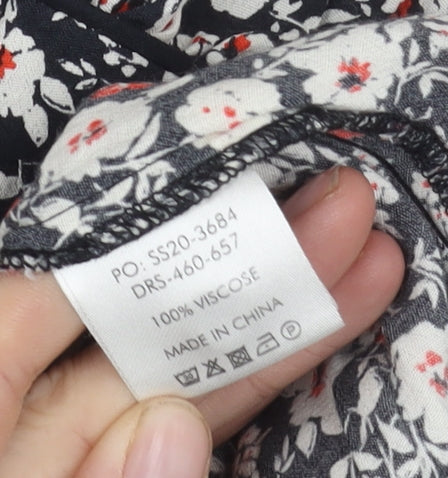 PO: SS20-3684
DRS-460-657
100% VISCOSE
MADE IN CHINA
P